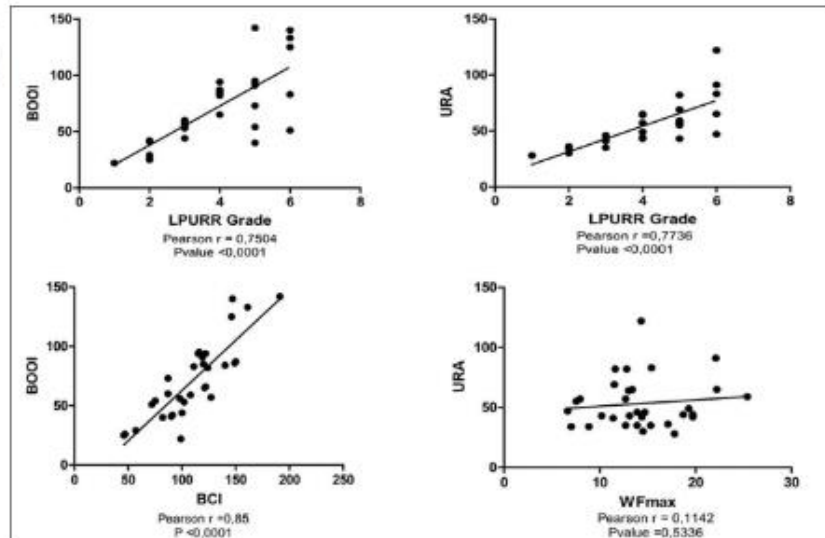 150
100
50
0
BOOI
0 2 4 6 8
LPURR Grade
Pearson r = 0,7504
Pvalue <0,0001
150
100
50
0
URA
0 2 4 6 8
LPURR Grade
Pearson r =0,7736
Pvalue <0,0001
150
100
50
0
BOOI
0 50 100 150 200 250
BCI
Pearson r =0,85
P <0,0001
150
100
50
0
URA
0 10 20 30
WFmax
Pearson r = 0,1142
Pvalue =0,5336